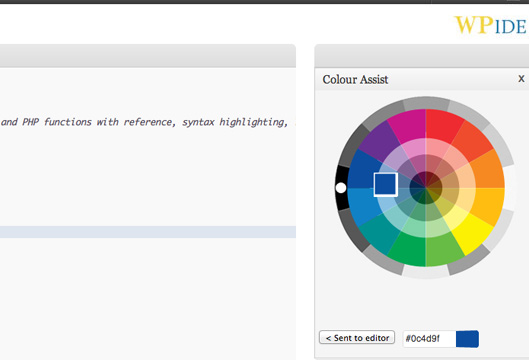 WPIDE
Colour Assist
x
and PHP functions with reference, syntax highlighting,
< Sent to editor
#0c4d9f